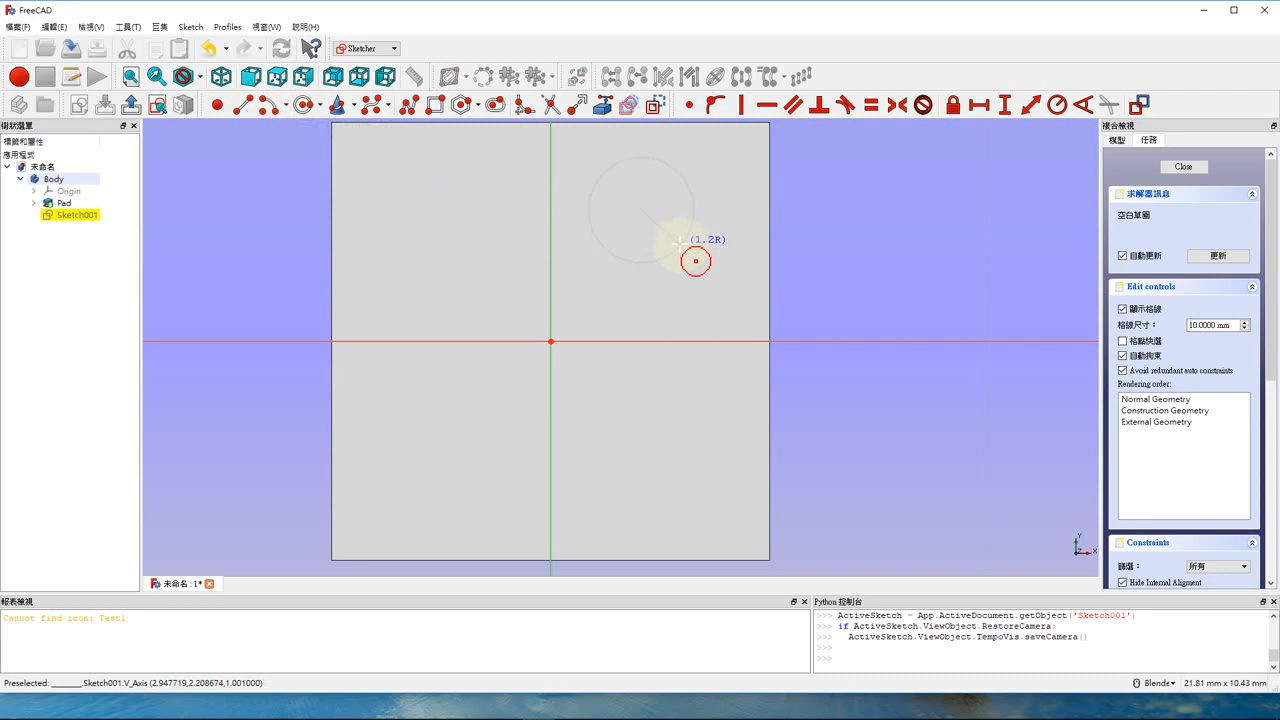 FreeCAD
檔案(F) 編輯(E) 檢視(V) 工具(T) 巨集 Sketch Profiles 視窗(W) 說明(H)
Sketcher
樹狀選單
標籤和屬性
應用程式
未命名
Body
Origin
Pad
Sketch001
(1.2R)
Y
Z
X
複合檢視
模型 任務
Close
求解器訊息
空白草圖
自動更新 更新
Edit controls
顯示格線
格線尺寸： 10.0000 mm
格點快選
自動拘束
Avoid redundant auto constraints
Rendering order:
Normal Geometry
Construction Geometry
External Geometry
Constraints
篩選： 所有
Hide Internal Aligment
未命名 : 1*
報表檢視
Cannot find icon: Test1
Python 控制台
>>> ActiveSketch = App.ActiveDocument.getObject('Sketch001')
>>> if ActiveSketch.ViewObject.RestoreCamera:
>>>   ActiveSketch.ViewObject.TempoVis.saveCamera()
>>>
>>>
Preselected: ______.Sketch001.V_Axis (2.947719,2.208674,1.001000)
Blende 21.81 mm x 10.43 mm